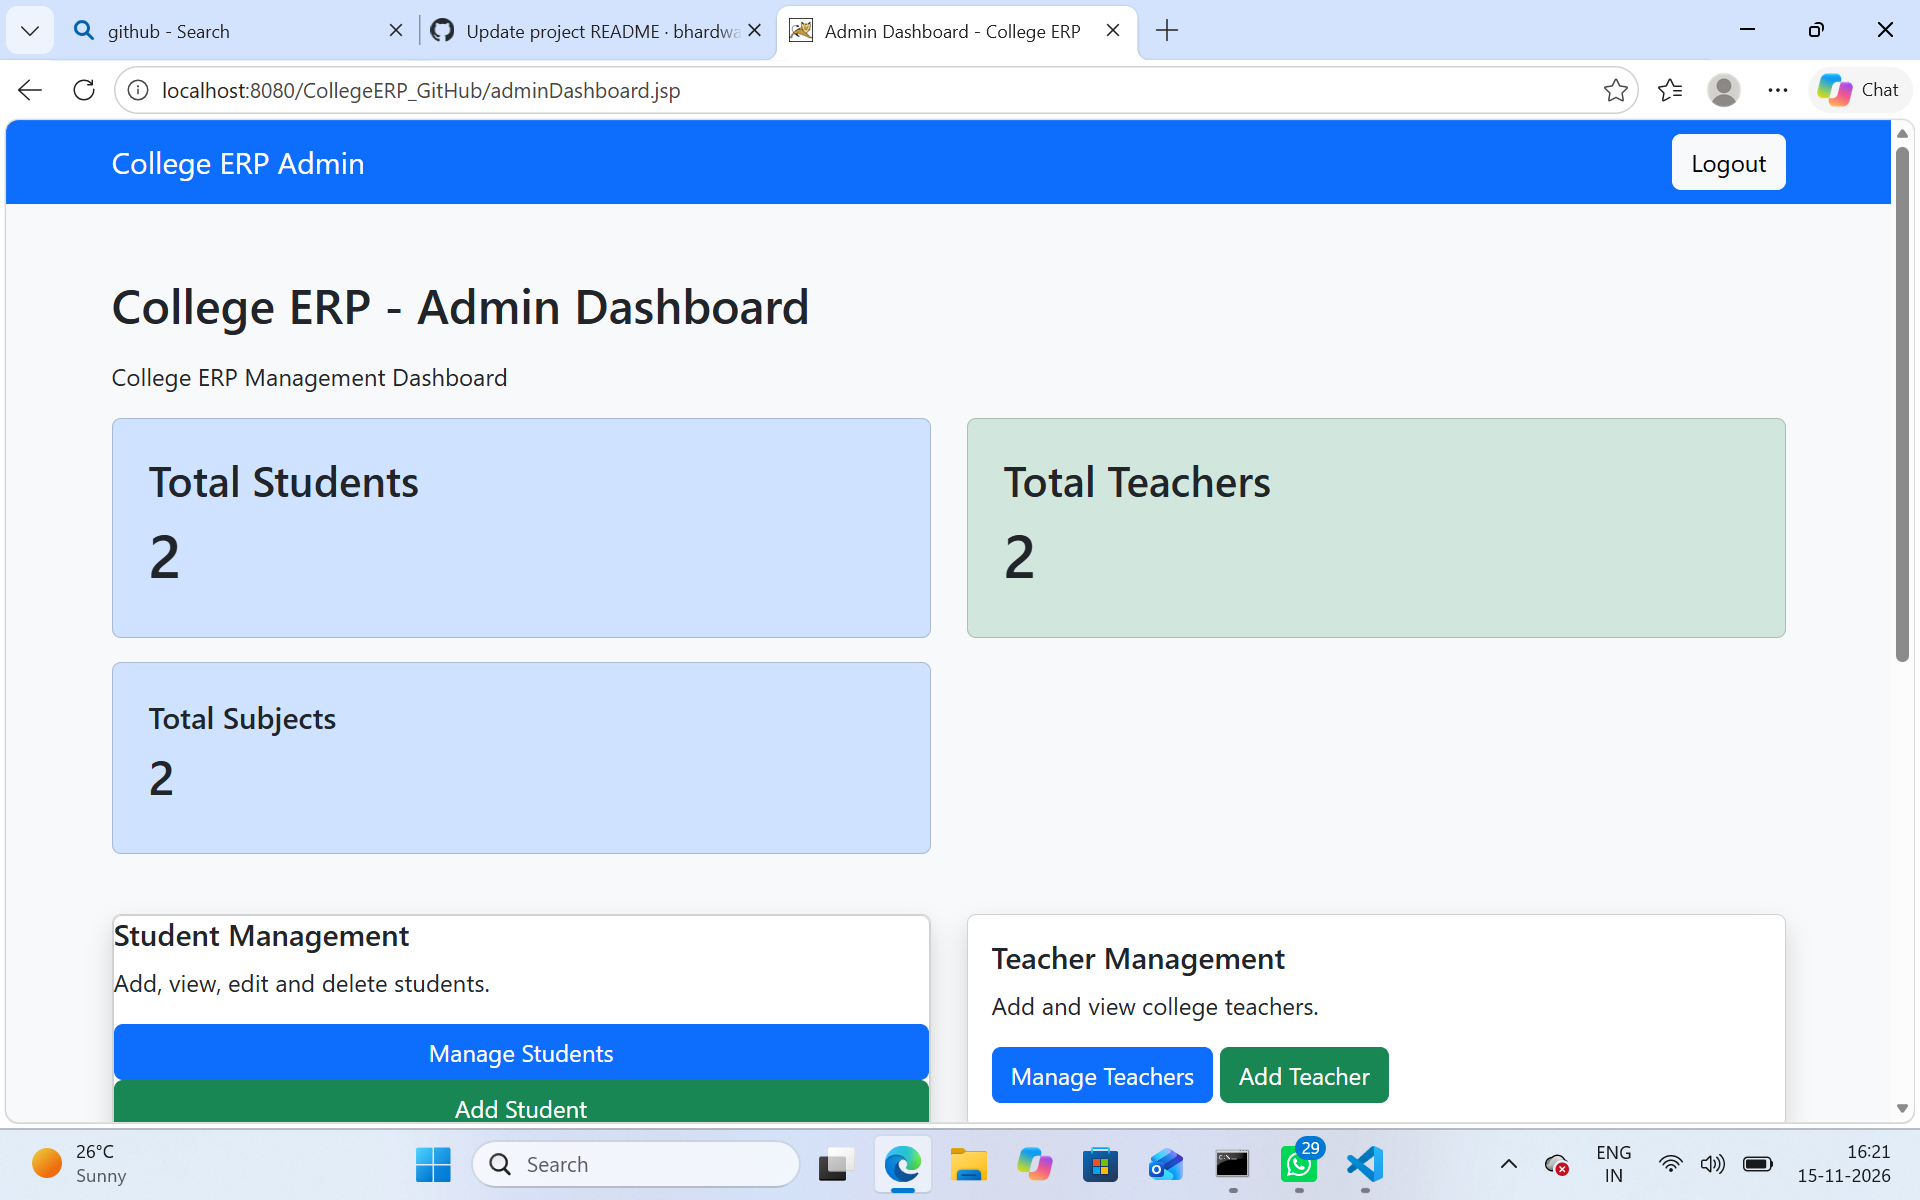 github - Search
Update project README · bhardwa
Admin Dashboard - College ERP
localhost:8080/CollegeERP_GitHub/adminDashboard.jsp
Chat
College ERP Admin
Logout
College ERP - Admin Dashboard
College ERP Management Dashboard
Total Students
2
Total Teachers
2
Total Subjects
2
Student Management
Add, view, edit and delete students.
Manage Students
Add Student
Teacher Management
Add and view college teachers.
Manage Teachers
Add Teacher
26°C
Sunny
Search
29
ENG
IN
16:21
15-11-2026